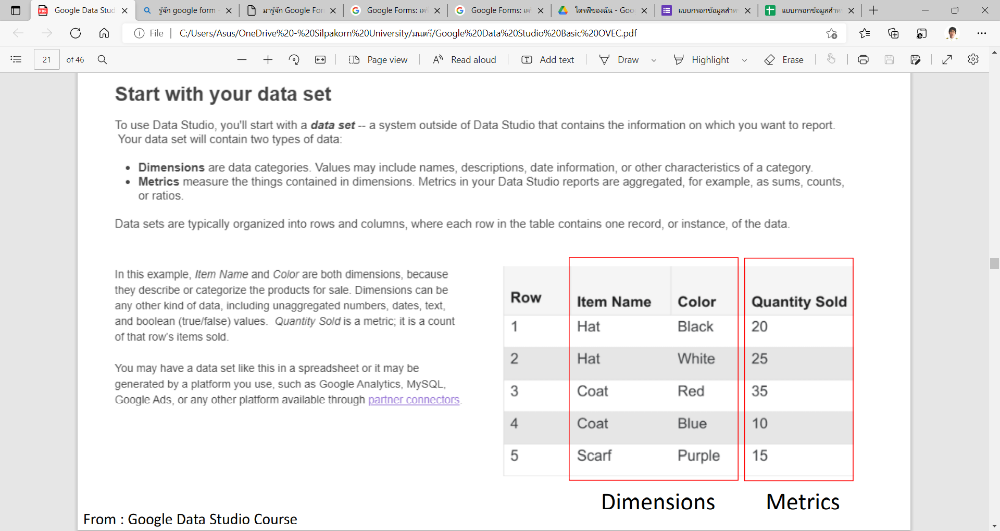 Google Data Stud
รู้จัก google form
มารู้จัก Google For
Google Forms: เครื
Google Forms: เครื
ไดรฟ์ของฉัน - Goo
แบบกรอกข้อมูลสำห
แบบกรอกข้อมูลสำห
File
C:/Users/Asus/OneDrive%20-%20Silpakorn%20University/มนตรี/Google%20Data%20Studio%20Basic%20OVEC.pdf
21 of 46
Page view
Read aloud
Add text
Draw
Highlight
Erase
Start with your data set
To use Data Studio, you'll start with a data set -- a system outside of Data Studio that contains the information on which you want to report.
Your data set will contain two types of data:
• Dimensions are data categories. Values may include names, descriptions, date information, or other characteristics of a category.
• Metrics measure the things contained in dimensions. Metrics in your Data Studio reports are aggregated, for example, as sums, counts,
or ratios.
Data sets are typically organized into rows and columns, where each row in the table contains one record, or instance, of the data.
In this example, Item Name and Color are both dimensions, because
they describe or categorize the products for sale. Dimensions can be
any other kind of data, including unaggregated numbers, dates, text,
and boolean (true/false) values. Quantity Sold is a metric; it is a count
of that row's items sold.
You may have a data set like this in a spreadsheet or it may be
generated by a platform you use, such as Google Analytics, MySQL,
Google Ads, or any other platform available through partner connectors.
Row Item Name Color Quantity Sold
1 Hat Black 20
2 Hat White 25
3 Coat Red 35
4 Coat Blue 10
5 Scarf Purple 15
Dimensions Metrics
From : Google Data Studio Course